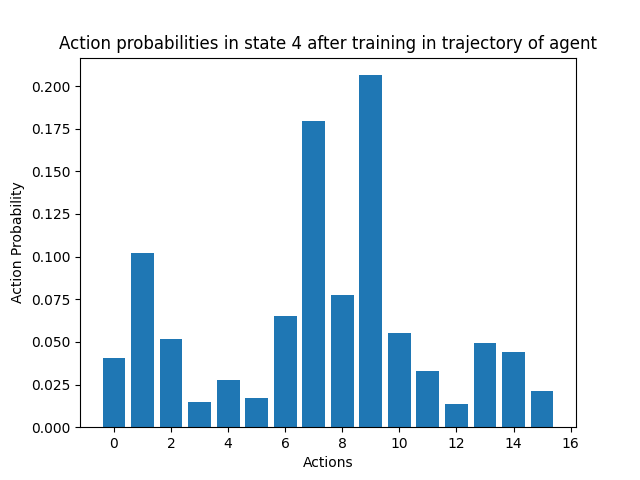 Action probabilities in state 4 after training in trajectory of agent
0.200
0.175
0.150
0.125
0.100
0.075
0.050
0.025
0.000
Action Probability
0 2 4 6 8 10 12 14 16
Actions